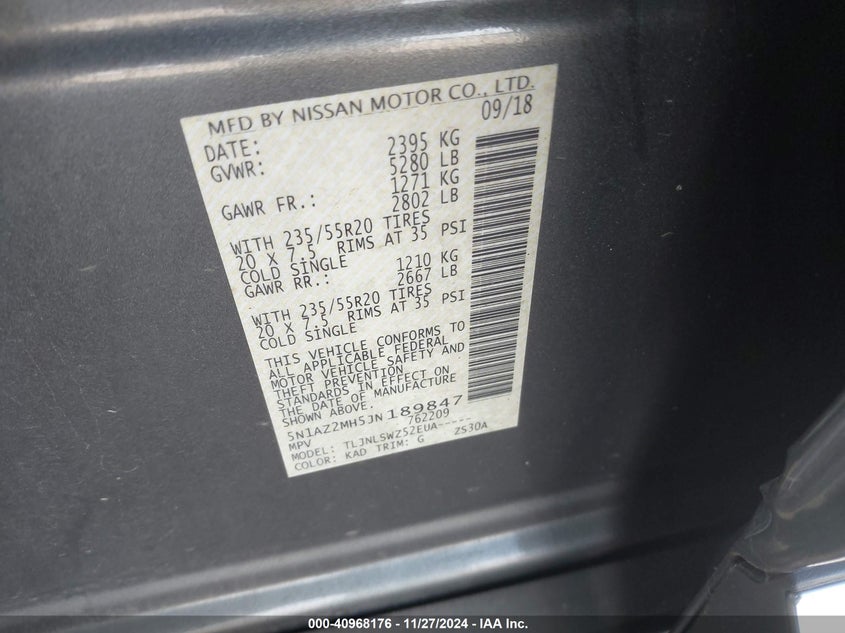 MFD BY NISSAN MOTOR CO., LTD.
DATE: 09/18
GVWR: 2395 KG
5280 LB
GAWR FR.: 1271 KG
2802 LB
WITH 235/55R20 TIRES
20 X 7.5 RIMS AT 35 PSI
COLD SINGLE
GAWR RR.: 1210 KG
2667 LB
WITH 235/55R20 TIRES
20 X 7.5 RIMS AT 35 PSI
COLD SINGLE
THIS VEHICLE CONFORMS TO
ALL APPLICABLE FEDERAL
MOTOR VEHICLE SAFETY AND
THEFT PREVENTION
STANDARDS IN EFFECT ON
THE DATE OF MANUFACTURE
SHOWN ABOVE.
5N1AZ2MH5JN 189847
MPV 762209
MODEL: TLJNLSWZ52EUA-----
COLOR: KAD TRIM: G ZS30A
000-40968176 - 11/27/2024 - IAA Inc.